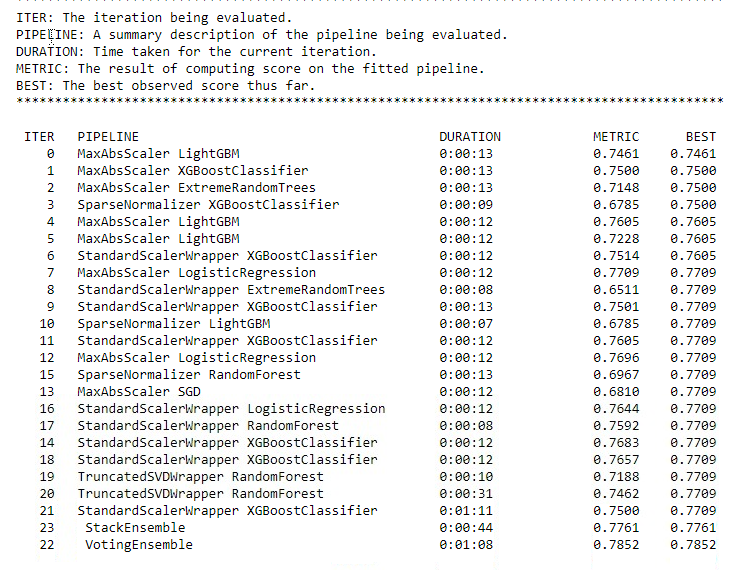 ITER: The iteration being evaluated.
PIPELINE: A summary description of the pipeline being evaluated.
DURATION: Time taken for the current iteration.
METRIC: The result of computing score on the fitted pipeline.
BEST: The best observed score thus far.
********************************************************************************************
ITER PIPELINE DURATION METRIC BEST
0 MaxAbsScaler LightGBM 0:00:13 0.7461 0.7461
1 MaxAbsScaler XGBoostClassifier 0:00:13 0.7500 0.7500
2 MaxAbsScaler ExtremeRandomTrees 0:00:13 0.7148 0.7500
3 SparseNormalizer XGBoostClassifier 0:00:09 0.6785 0.7500
4 MaxAbsScaler LightGBM 0:00:12 0.7605 0.7605
5 MaxAbsScaler LightGBM 0:00:12 0.7228 0.7605
6 StandardScalerWrapper XGBoostClassifier 0:00:12 0.7514 0.7605
7 MaxAbsScaler LogisticRegression 0:00:12 0.7709 0.7709
8 StandardScalerWrapper ExtremeRandomTrees 0:00:08 0.6511 0.7709
9 StandardScalerWrapper XGBoostClassifier 0:00:13 0.7501 0.7709
10 SparseNormalizer LightGBM 0:00:07 0.6785 0.7709
11 StandardScalerWrapper XGBoostClassifier 0:00:12 0.7605 0.7709
12 MaxAbsScaler LogisticRegression 0:00:12 0.7696 0.7709
15 SparseNormalizer RandomForest 0:00:13 0.6967 0.7709
13 MaxAbsScaler SGD 0:00:12 0.6810 0.7709
16 StandardScalerWrapper LogisticRegression 0:00:12 0.7644 0.7709
17 StandardScalerWrapper RandomForest 0:00:08 0.7592 0.7709
14 StandardScalerWrapper XGBoostClassifier 0:00:12 0.7683 0.7709
18 StandardScalerWrapper XGBoostClassifier 0:00:12 0.7657 0.7709
19 TruncatedSVDWrapper RandomForest 0:00:10 0.7188 0.7709
20 TruncatedSVDWrapper RandomForest 0:00:31 0.7462 0.7709
21 StandardScalerWrapper XGBoostClassifier 0:01:11 0.7500 0.7709
23 StackEnsemble 0:00:44 0.7761 0.7761
22 VotingEnsemble 0:01:08 0.7852 0.7852